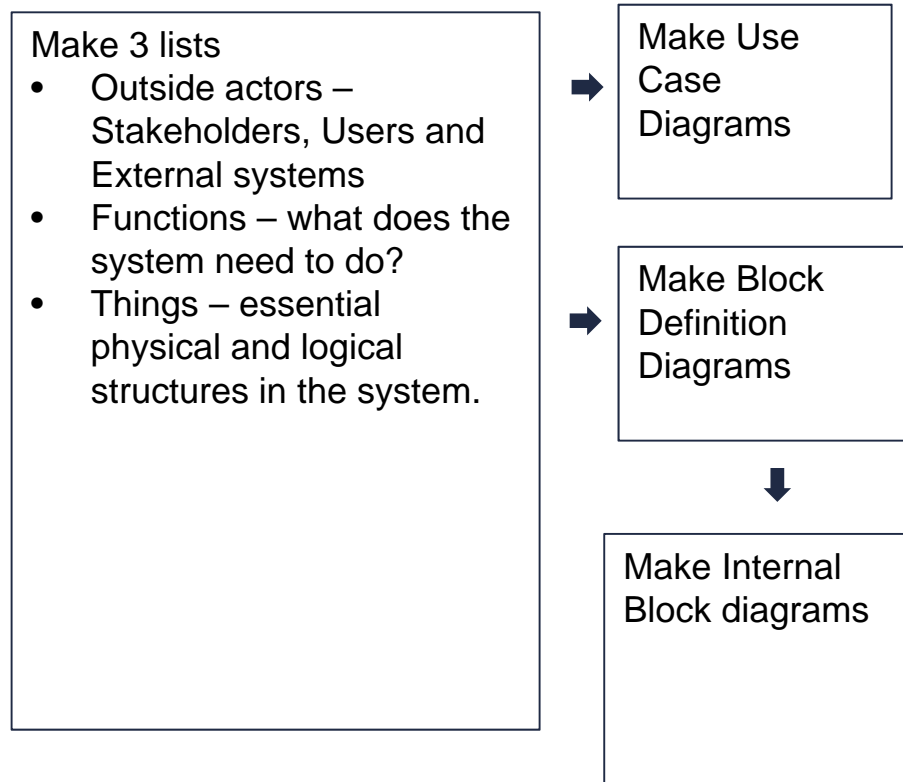 Make 3 lists
• Outside actors –
Stakeholders, Users and
External systems
• Functions – what does the
system need to do?
• Things – essential
physical and logical
structures in the system.
Make Use
Case
Diagrams
Make Block
Definition
Diagrams
Make Internal
Block diagrams